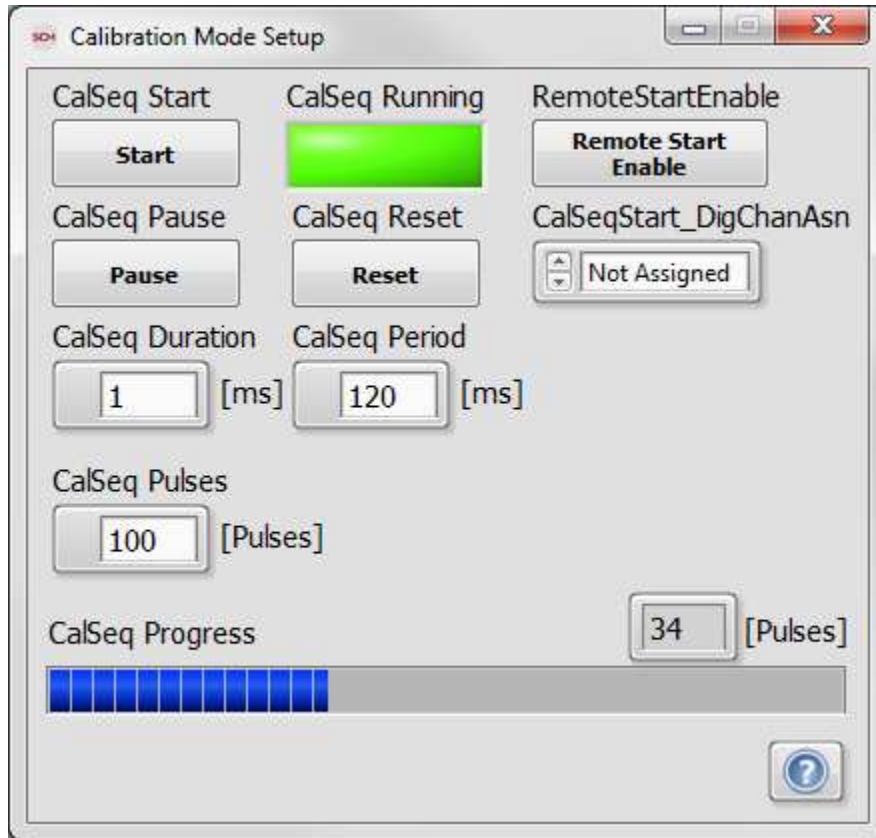 SCH Calibration Mode Setup
CalSeq Start CalSeq Running RemoteStartEnable
Start Remote Start
Enable
CalSeq Pause CalSeq Reset CalSeqStart_DigChanAsn
Pause Reset Not Assigned
CalSeq Duration CalSeq Period
1 [ms] 120 [ms]
CalSeq Pulses
100 [Pulses]
CalSeq Progress 34 [Pulses]
?